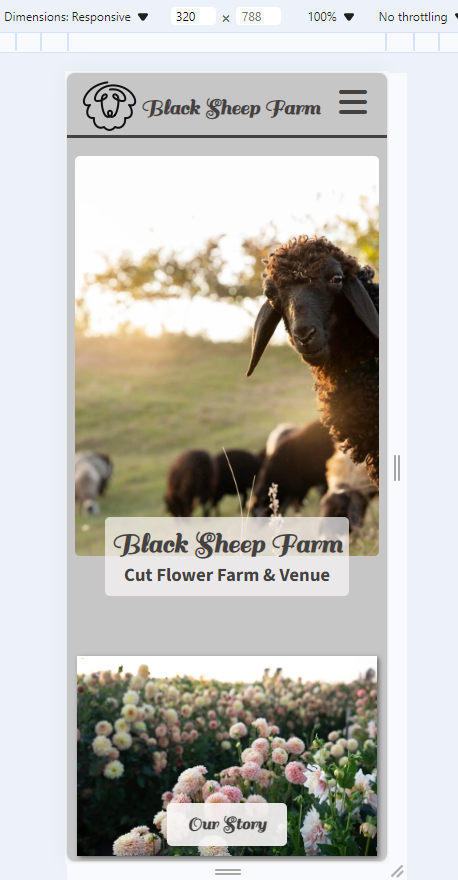 Dimensions: Responsive 320 x 788 100% No throttling
Black Sheep Farm
Black Sheep Farm
Cut Flower Farm & Venue
Our Story